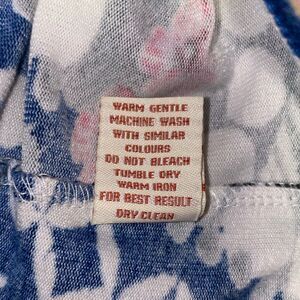 WARM GENTLE
MACHINE WASH
WITH SIMILAR
COLOURS
DO NOT BLEACH
TUMBLE DRY
WARM IRON
FOR BEST RESULT
DRY CLEAN